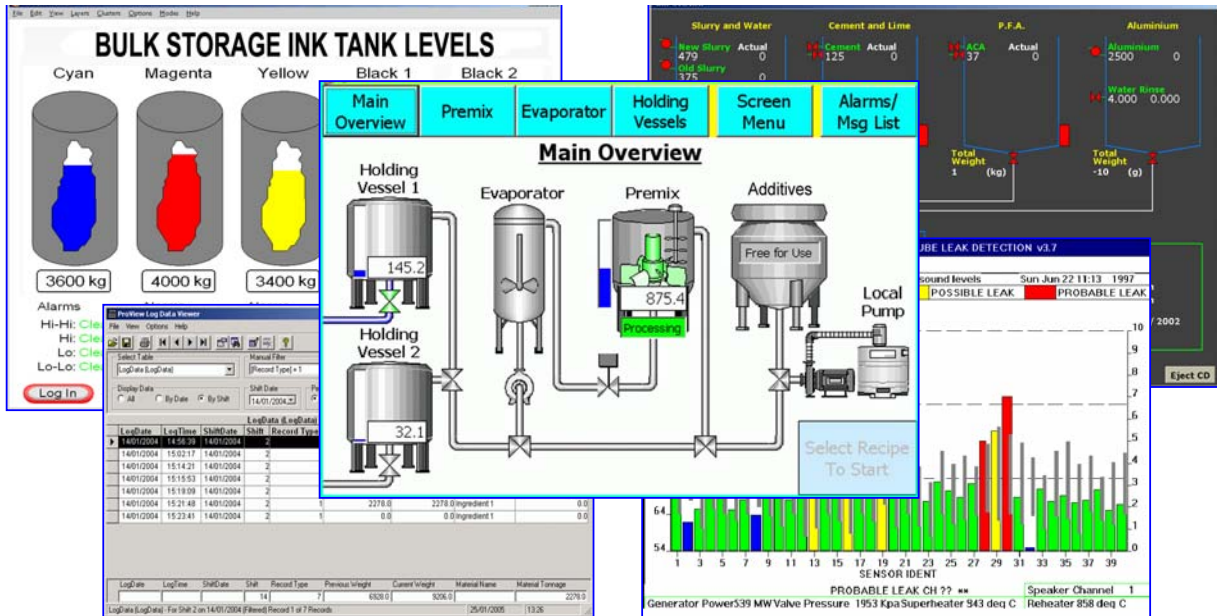 File Edit View Layers Clusters Options Modes Help
BULK STORAGE INK TANK LEVELS
Cyan Magenta Yellow Black 1 Black 2
3600 kg 4000 kg 3400 kg
Alarms
Hi-Hi:
Hi:
Lo:
Lo-Lo:
Log In
Slurry and Water Cement and Lime P.F.A. Aluminium
New Slurry Actual Cement Actual ACA Actual Aluminium
479 0 125 0 37 0 2500 0
Old Slurry
375 0
Water Rinse
4.000 0.000
Total Weight Total Weight
1 (kg) -10 (g)
/ 2002
Eject CD
Main Overview Premix Evaporator Holding Vessels Screen Menu Alarms/ Msg List
Main Overview
Holding Vessel 1
Evaporator
Premix
Additives
145.2
Free for Use
875.4
Processing
Local Pump
Holding Vessel 2
32.1
Select Recipe To Start
ProView Log Data Viewer
File View Options Help
Select Table Manual Filter
LogData (LogData) [Record Type] = 1
Display Data Shift Date
All By Date By Shift 14/01/2004
LogData (LogData)
LogDate LogTime ShiftDate Shift Record Type
14/01/2004 14:56:39 14/01/2004 2
14/01/2004 15:02:17 14/01/2004 2
14/01/2004 15:14:21 14/01/2004 2
14/01/2004 15:15:53 14/01/2004 2
14/01/2004 15:19:09 14/01/2004 2
14/01/2004 15:21:48 14/01/2004 2 1 2278.0 2278.0 Ingredient 1 0.0
14/01/2004 15:23:41 14/01/2004 2 1 0.0 0.0 Ingredient 1 0.0
LogDate LogTime ShiftDate Shift Record Type Previous Weight Current Weight Material Name Material Tonnage
14 7 6928.0 9206.0 2278.0
LogData (LogData) - For Shift 2 on 14/01/2004 (Filtered) Record 1 of 7 Records 25/01/2005 13:26
UBE LEAK DETECTION v3.7
sound levels Sun Jun 22 11:13 1997
POSSIBLE LEAK PROBABLE LEAK
10
9
7
6
5
4
3
2
1
0
64
54
1 3 5 7 9 11 13 15 17 19 21 23 25 27 29 31 33 35 37 39
SENSOR IDENT
PROBABLE LEAK CH ?? ** Speaker Channel 1
Generator Power539 MW Valve Pressure 1953 Kpa Superheater 943 deg C Reheater 858 deg C